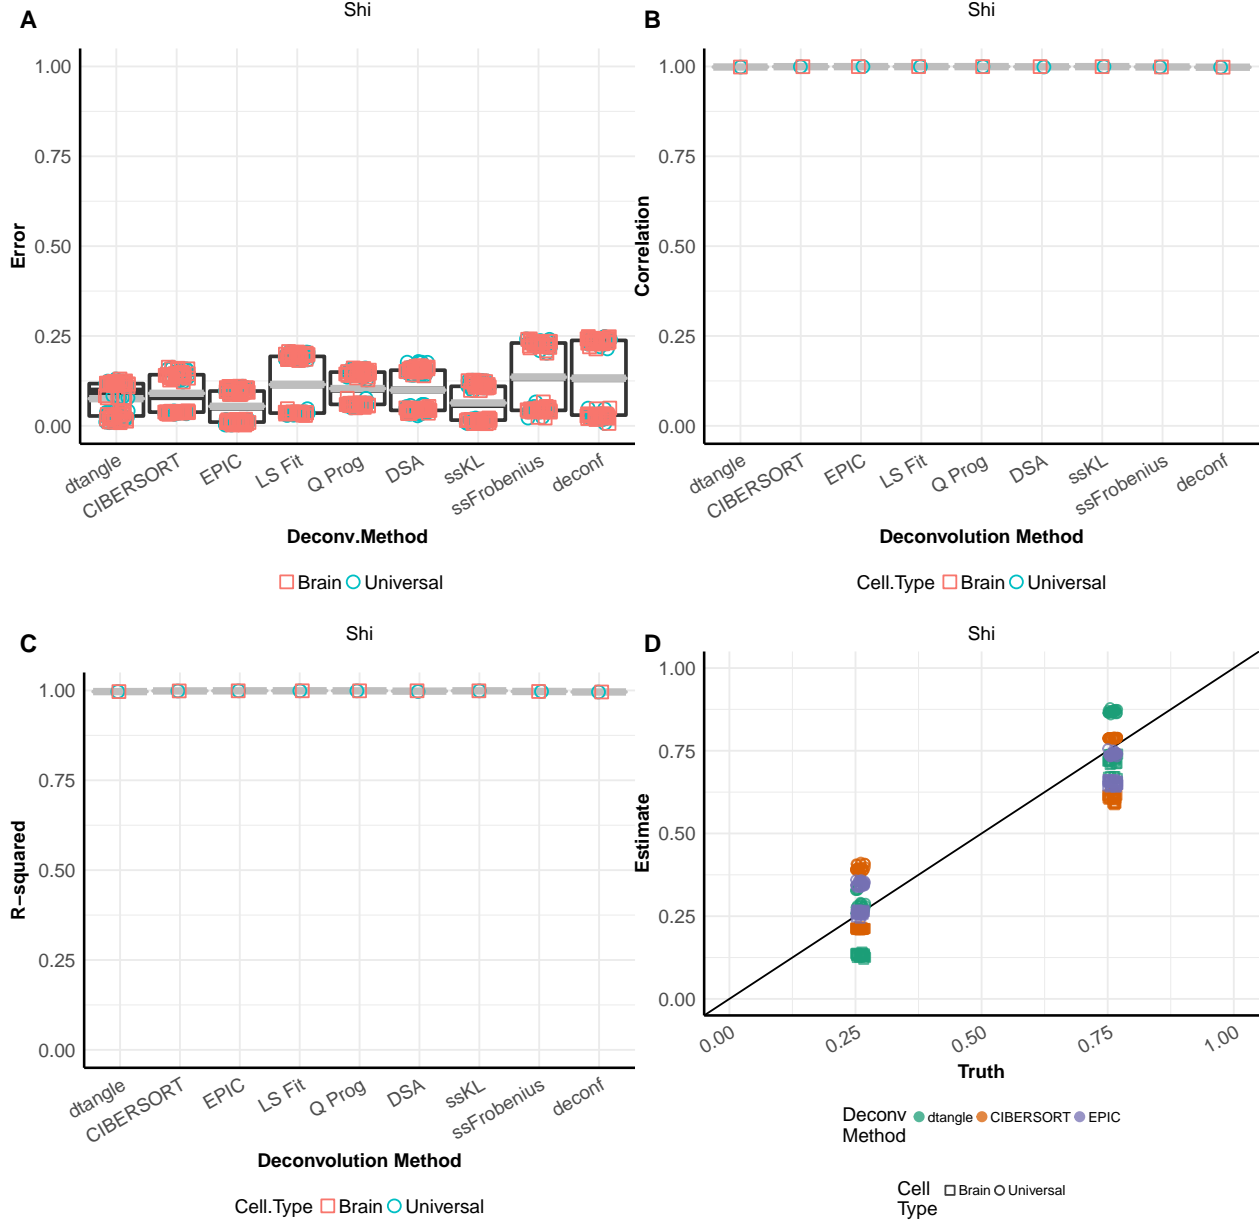 A
Shi
1.00
0.75
0.50
0.25
0.00
Error
dtangle
CIBERSORT
EPIC
LS Fit
Q Prog
DSA
ssKL
ssFrobenius
deconf
Deconv.Method
Brain
Universal
B
Shi
1.00
0.75
0.50
0.25
0.00
Correlation
dtangle
CIBERSORT
EPIC
LS Fit
Q Prog
DSA
ssKL
ssFrobenius
deconf
Deconvolution Method
Cell.Type
Brain
Universal
C
Shi
1.00
0.75
0.50
0.25
0.00
R−squared
dtangle
CIBERSORT
EPIC
LS Fit
Q Prog
DSA
ssKL
ssFrobenius
deconf
Deconvolution Method
Cell.Type
Brain
Universal
D
Shi
1.00
0.75
0.50
0.25
0.00
Estimate
0.00
0.25
0.50
0.75
1.00
Truth
Deconv
Method
dtangle
CIBERSORT
EPIC
Cell
Type
Brain
Universal